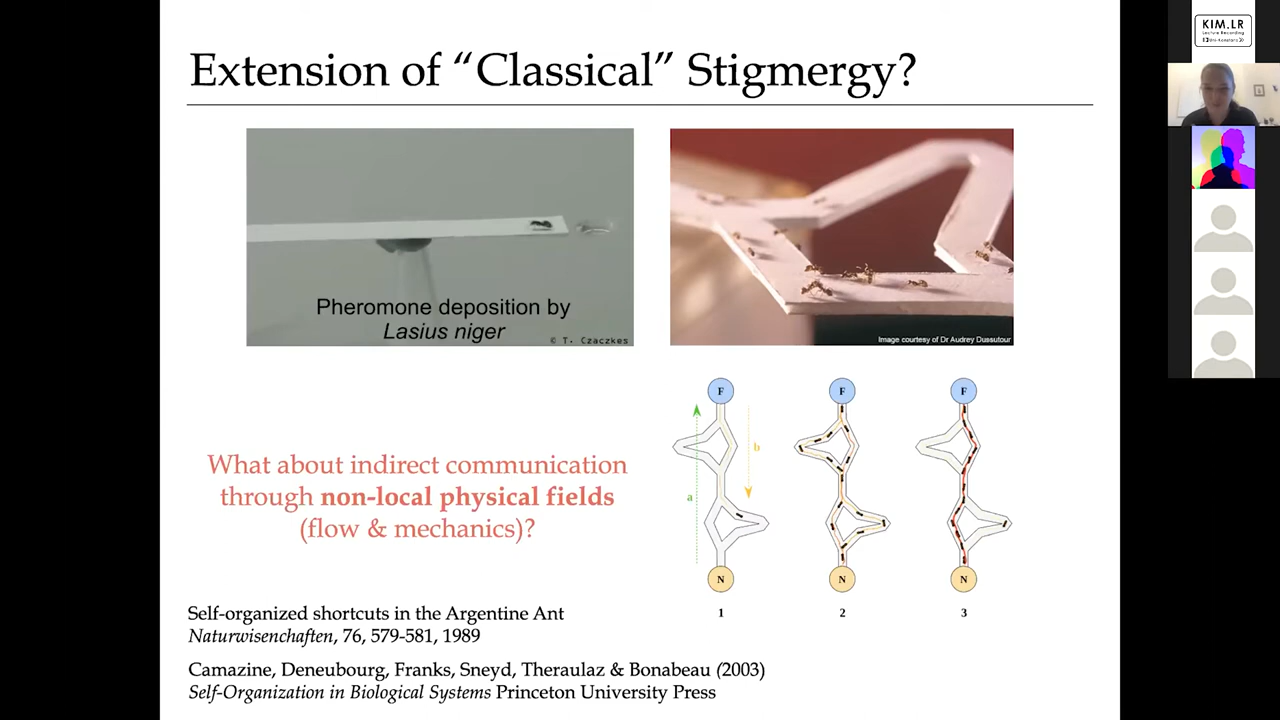 Extension of “Classical” Stigmergy?
Pheromone deposition by
Lasius niger
© T. Czaczkes
Image courtesy of Dr Audrey Dussutour
What about indirect communication
through non-local physical fields
(flow & mechanics)?
F
F
F
a
b
N
N
N
1
2
3
Self-organized shortcuts in the Argentine Ant
Naturwisenchaften, 76, 579-581, 1989
Camazine, Deneubourg, Franks, Sneyd, Theraulaz & Bonabeau (2003)
Self-Organization in Biological Systems Princeton University Press
KIM.LR
Lecture Recording